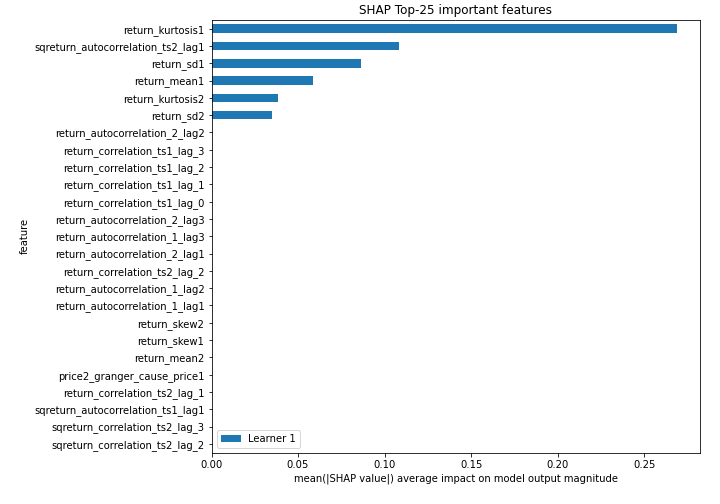 SHAP Top-25 important features
return_kurtosis1
sqreturn_autocorrelation_ts2_lag1
return_sd1
return_mean1
return_kurtosis2
return_sd2
return_autocorrelation_2_lag2
return_correlation_ts1_lag_3
return_correlation_ts1_lag_2
return_correlation_ts1_lag_1
return_correlation_ts1_lag_0
return_autocorrelation_2_lag3
return_autocorrelation_1_lag3
return_autocorrelation_2_lag1
return_correlation_ts2_lag_2
return_autocorrelation_1_lag2
return_autocorrelation_1_lag1
return_skew2
return_skew1
return_mean2
price2_granger_cause_price1
return_correlation_ts2_lag_1
sqreturn_autocorrelation_ts1_lag1
sqreturn_correlation_ts2_lag_3
sqreturn_correlation_ts2_lag_2
feature
Learner 1
0.00 0.05 0.10 0.15 0.20 0.25
mean(|SHAP value|) average impact on model output magnitude